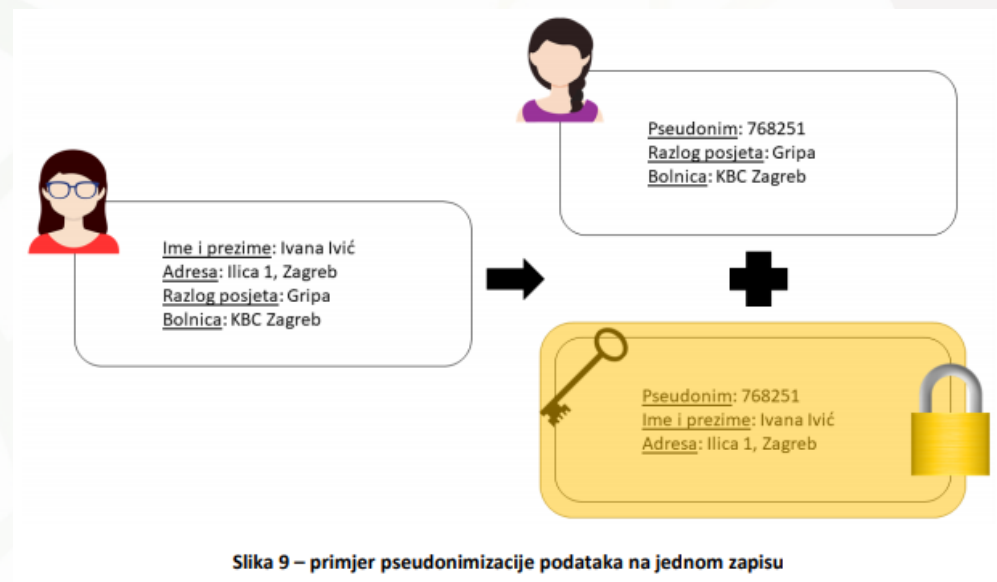 Ime i prezime: Ivana Ivić
Adresa: Ilica 1, Zagreb
Razlog posjeta: Gripa
Bolnica: KBC Zagreb
Pseudonim: 768251
Razlog posjeta: Gripa
Bolnica: KBC Zagreb
Pseudonim: 768251
Ime i prezime: Ivana Ivić
Adresa: Ilica 1, Zagreb
Slika 9 – primjer pseudonimizacije podataka na jednom zapisu